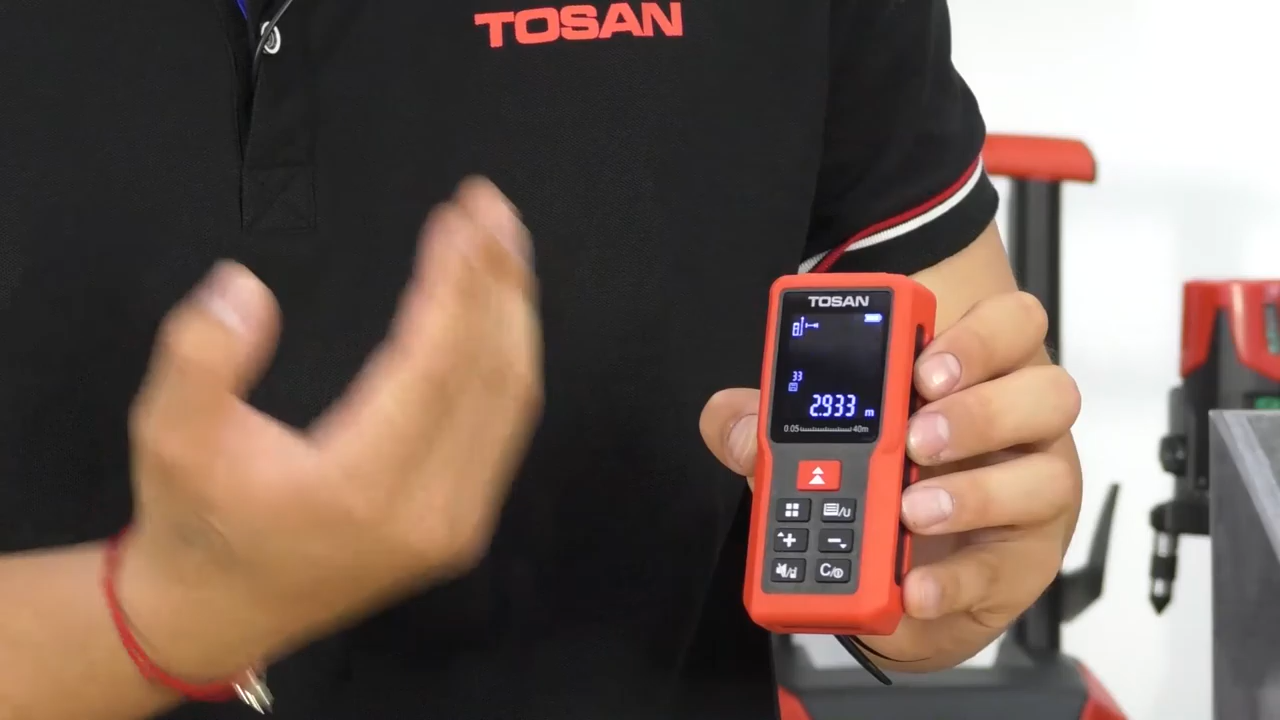 TOSAN
TOSAN
33
2.933 m
0.05 40m
/U
+
-
C/